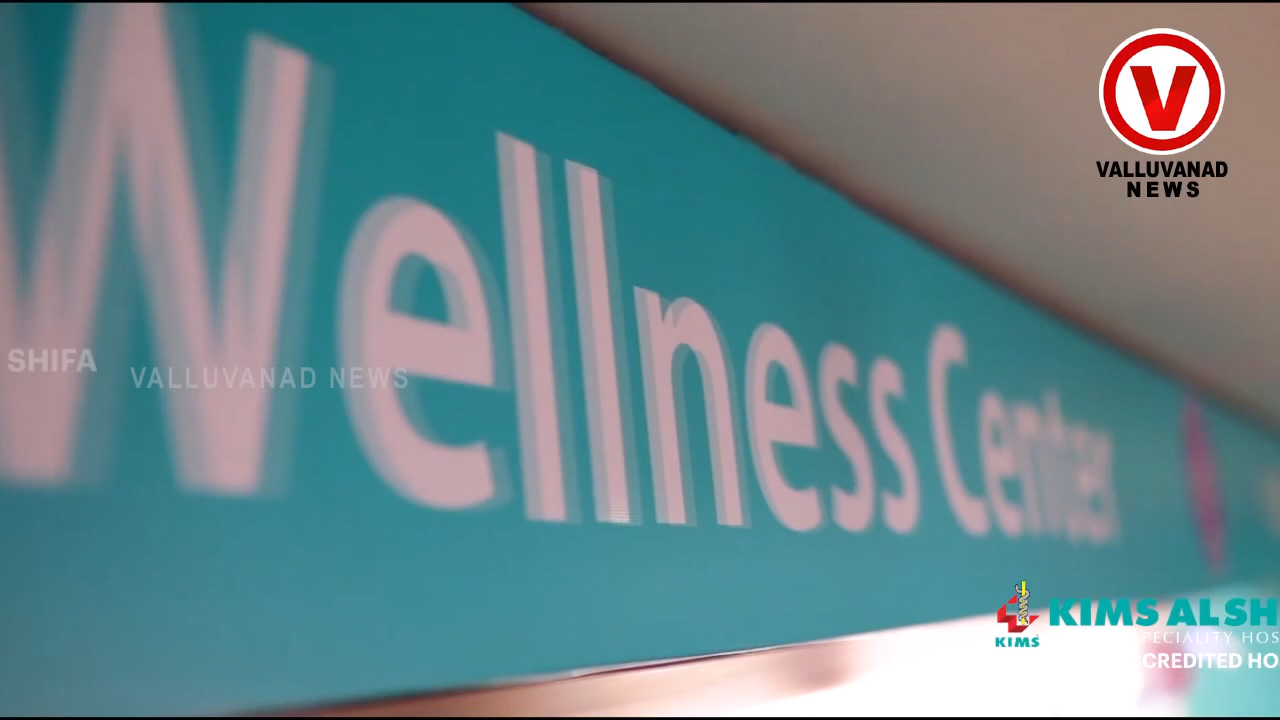 V
VALLUVANAD
NEWS
Wellness Center
SHIFA
VALLUVANAD NEWS
KIMS ALSH
KIMS
PECIALITY HOS
CREDITED HO